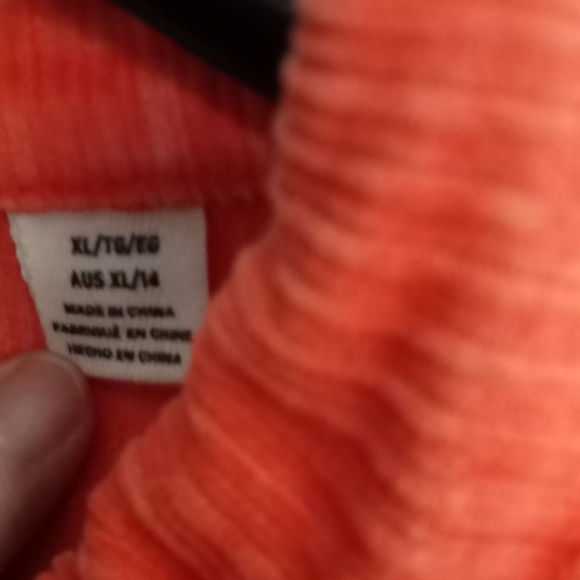 XL/TG/EG
AUS XL/14
MADE IN CHINA
FABRIQUÉ EN CHINE
HECHO EN CHINA